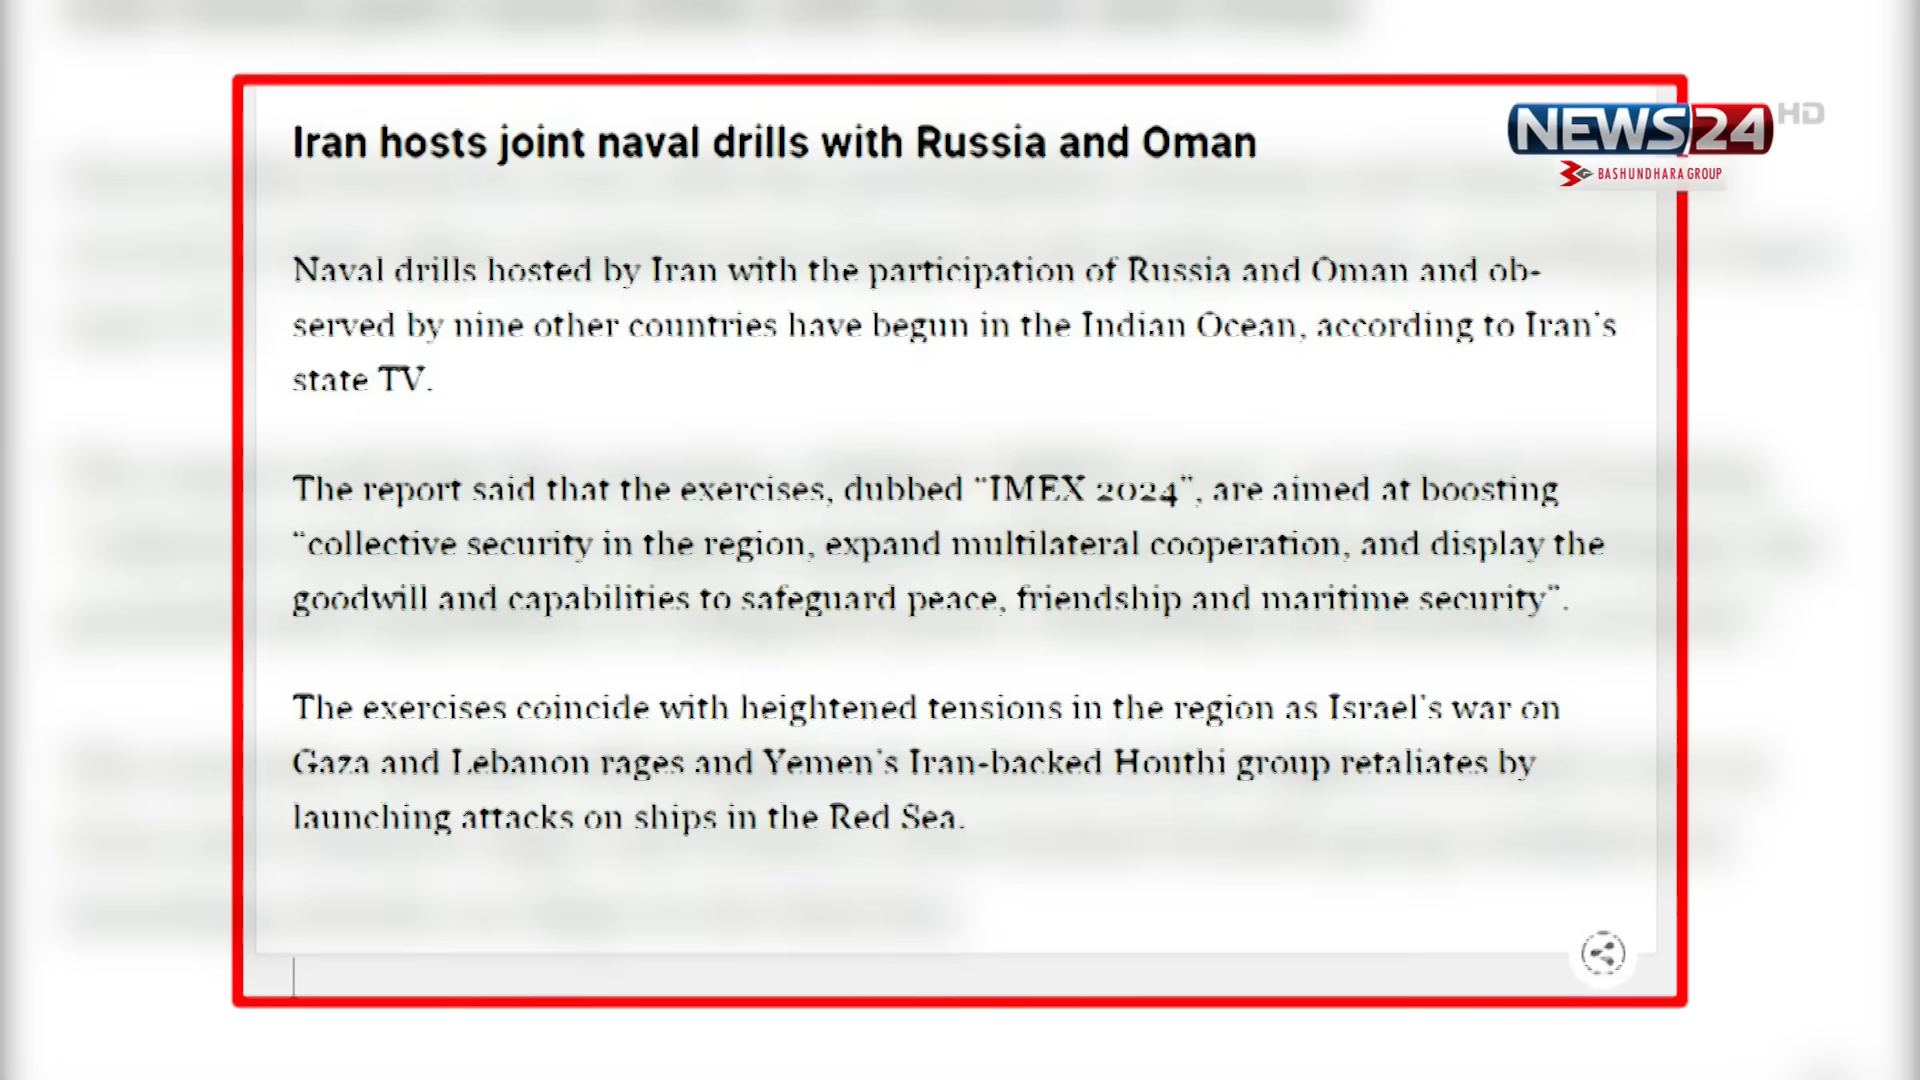 NEWS24 HD
BASHUNDHARA GROUP
Iran hosts joint naval drills with Russia and Oman
Naval drills hosted by Iran with the participation of Russia and Oman and ob-
served by nine other countries have begun in the Indian Ocean, according to Iran's
state TV.
The report said that the exercises, dubbed “IMEX 2024”, are aimed at boosting
“collective security in the region, expand multilateral cooperation, and display the
goodwill and capabilities to safeguard peace, friendship and maritime security”.
The exercises coincide with heightened tensions in the region as Israel's war on
Gaza and Lebanon rages and Yemen's Iran-backed Houthi group retaliates by
launching attacks on ships in the Red Sea.